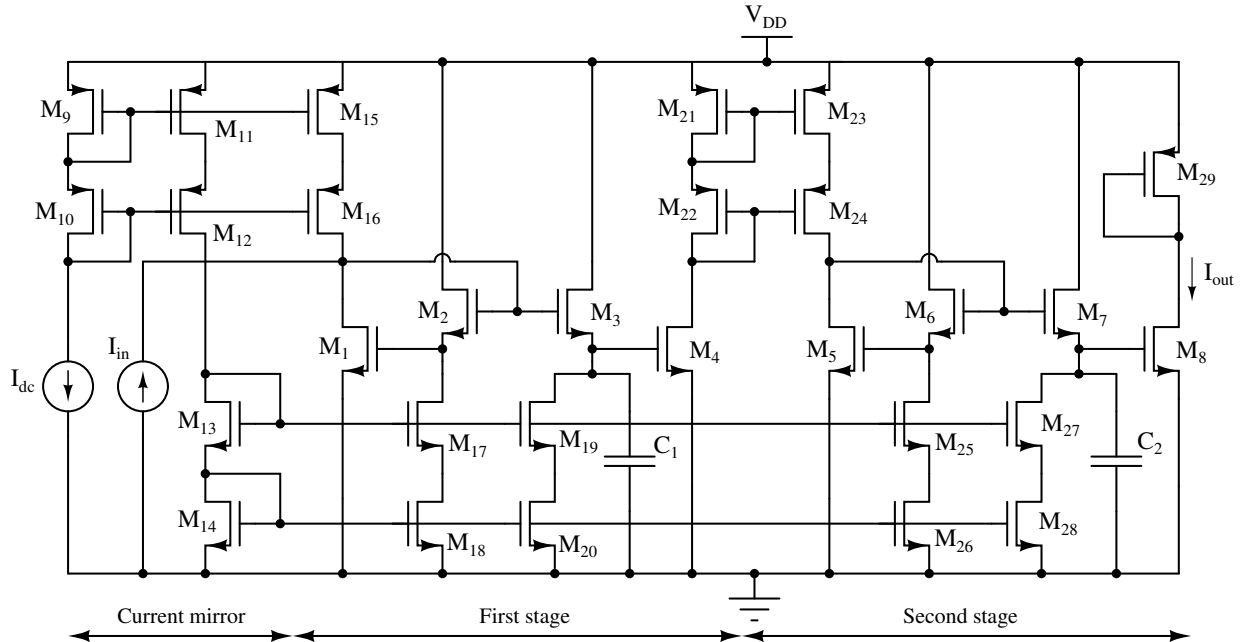 V_DD
M_9
M_11
M_15
M_21
M_23
M_10
M_12
M_16
M_22
M_24
M_29
I_out
M_2
M_3
M_6
M_7
I_in
M_1
M_4
M_5
M_8
I_dc
M_13
M_17
M_19
C_1
M_25
M_27
C_2
M_14
M_18
M_20
M_26
M_28
Current mirror
First stage
Second stage